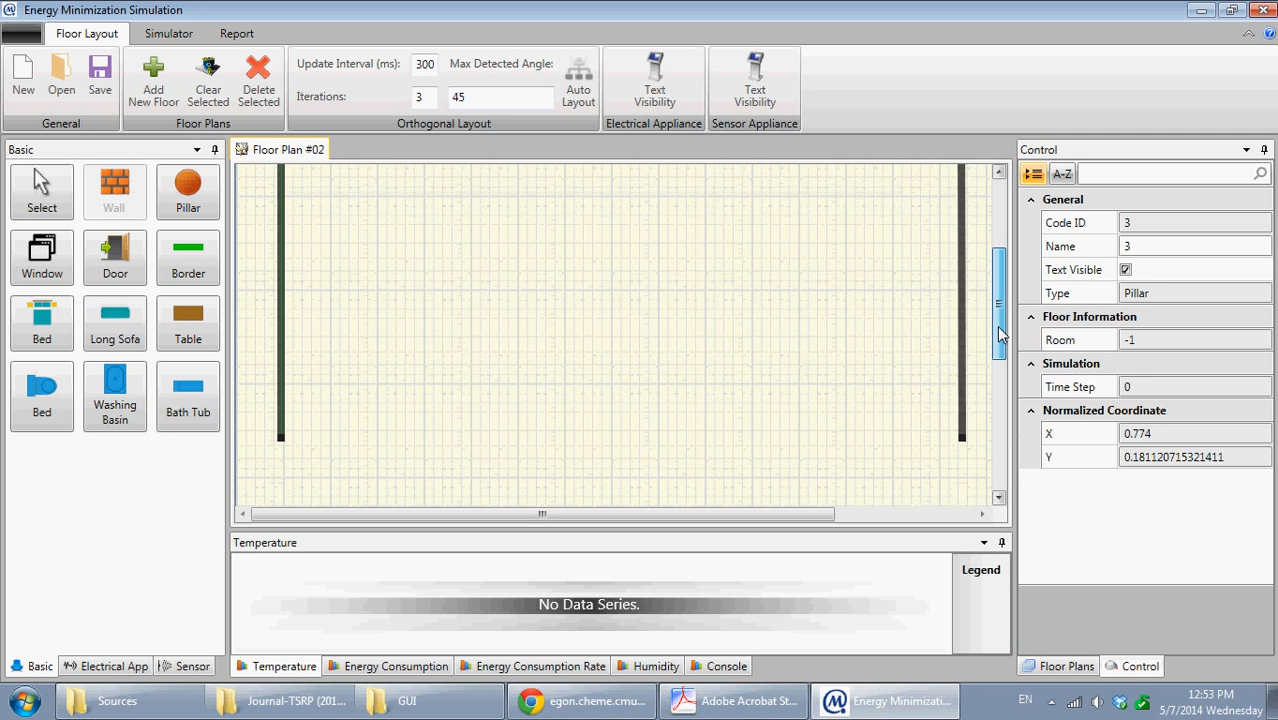 Energy Minimization Simulation
Floor Layout Simulator Report
New Open Save
General
Add New Floor
Clear Selected
Delete Selected
Floor Plans
Update Interval (ms): 300 Max Detected Angle:
Iterations: 3 45
Auto Layout
Orthogonal Layout
Text Visibility
Electrical Appliance
Text Visibility
Sensor Appliance
Basic
Select Wall Pillar
Window Door Border
Bed Long Sofa Table
Bed Washing Basin Bath Tub
Basic Electrical App Sensor
Floor Plan #02
Temperature
No Data Series.
Legend
Temperature Energy Consumption Energy Consumption Rate Humidity Console
Control
A-Z
General
Code ID 3
Name 3
Text Visible
Type Pillar
Floor Information
Room -1
Simulation
Time Step 0
Normalized Coordinate
X 0.774
Y 0.181120715321411
Floor Plans Control
Sources Journal-TSRP (201... GUI egon.cheme.cmu... Adobe Acrobat St... Energy Minimizati...
EN
12:53 PM
5/7/2014 Wednesday